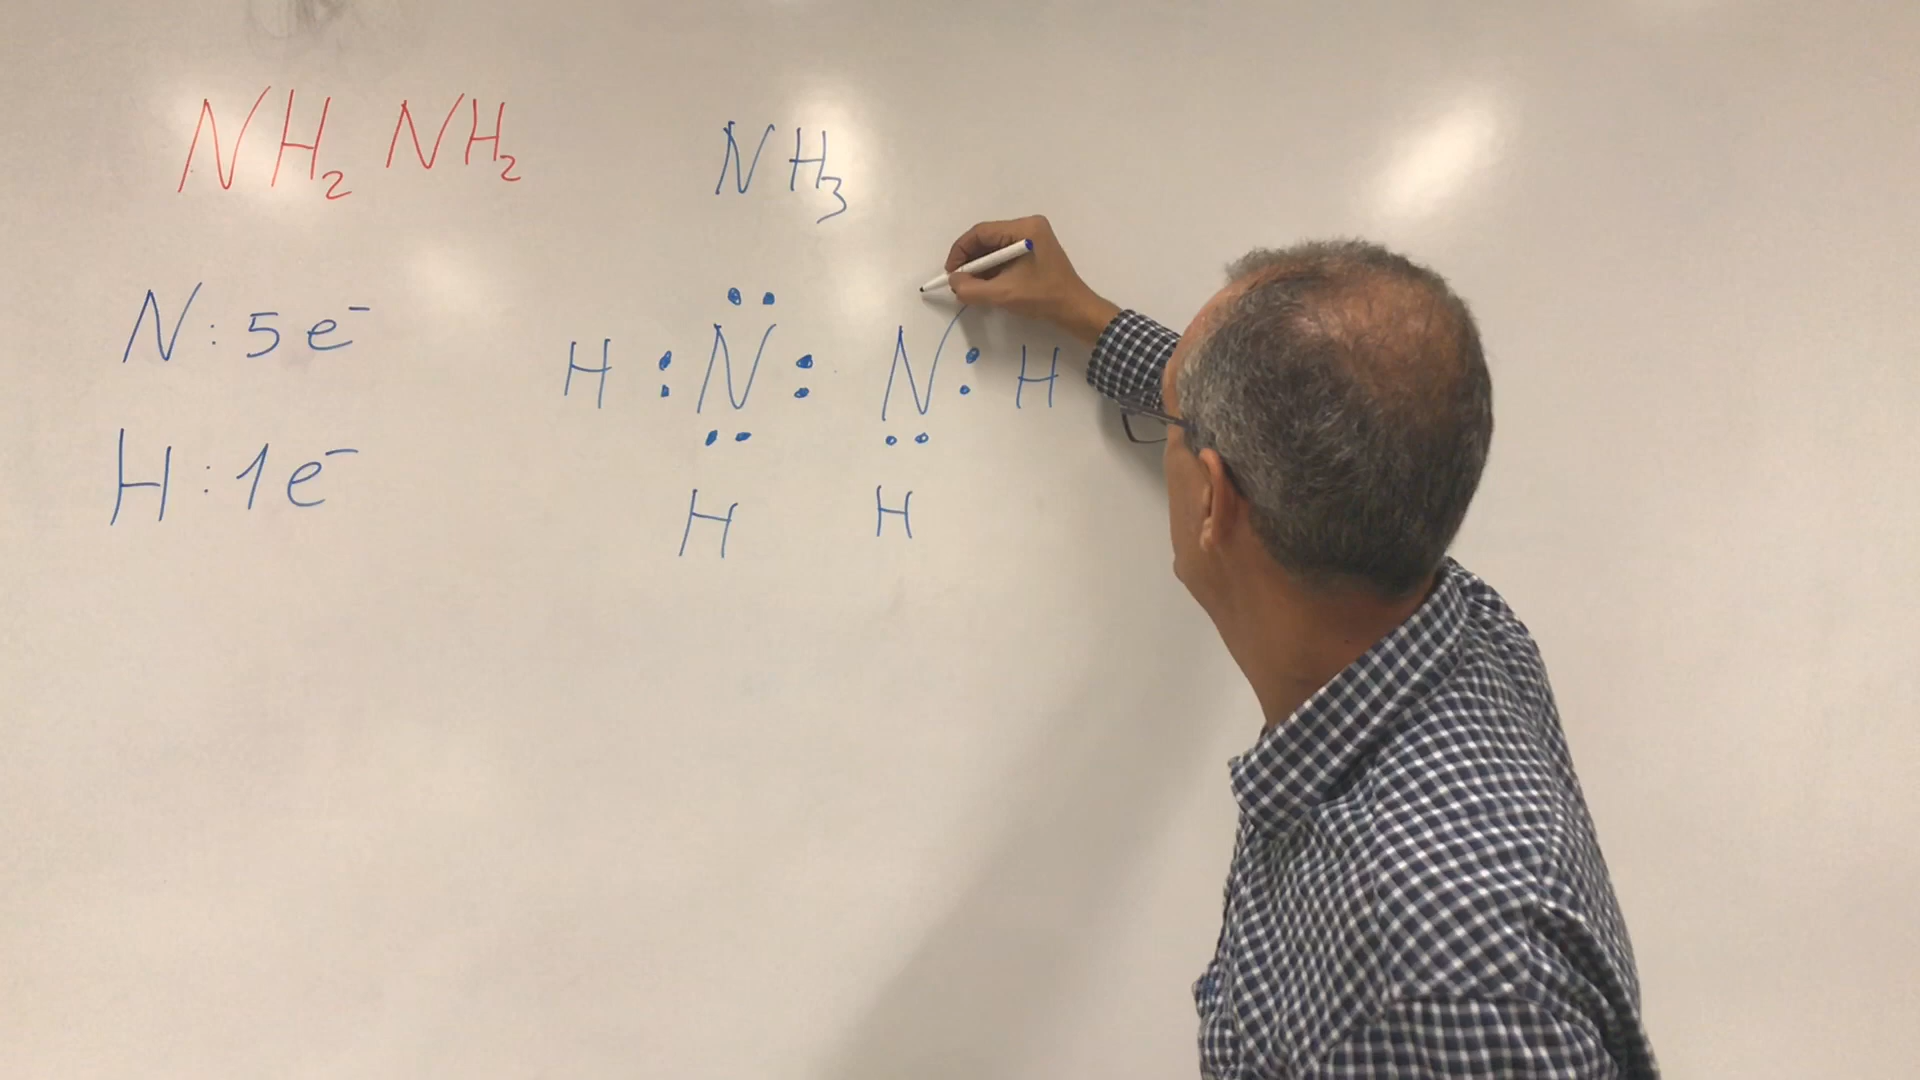 NH₂ NH₂
NH₃
N: 5e⁻
H: 1e⁻
H : N : N : H
H H